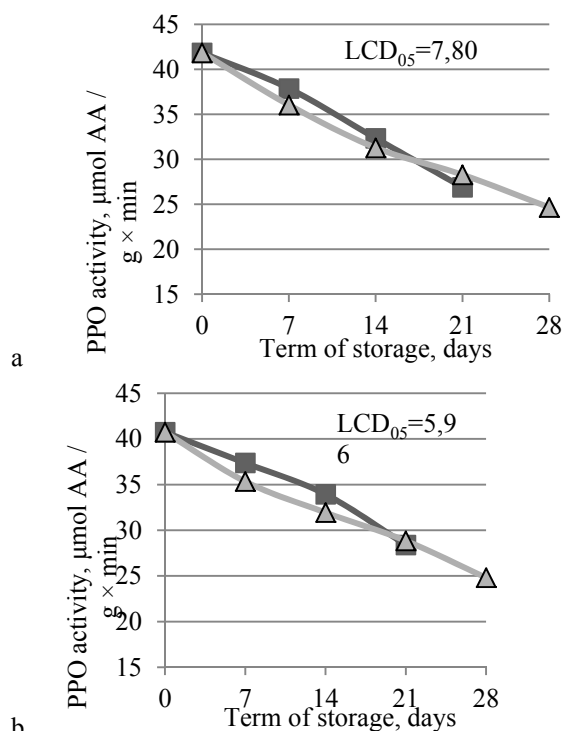 45
40
35
30
25
20
15
PPO activity, µmol AA /
g × min
LCD05=7,80
0 7 14 21 28
Term of storage, days
a
45
40
35
30
25
20
15
PPO activity, µmol AA /
g × min
LCD05=5,9
6
0 7 14 21 28
Term of storage, days
b